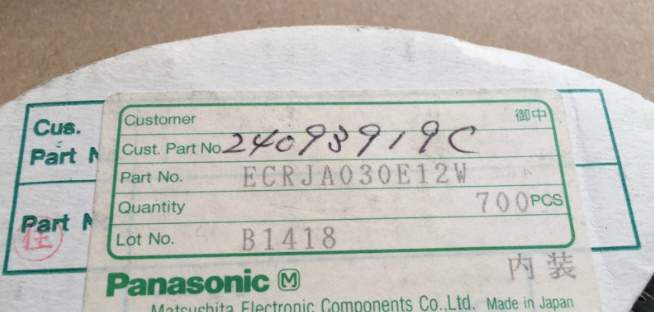 Cus.
Part N
Part N
住
Customer 御中
Cust. Part No. 24093919C
Part No. ECRJA030E12W
Quantity 700 PCS
Lot No. B1418
Panasonic M 内装
Matsushita Electronic Components Co.,Ltd. Made in Japan